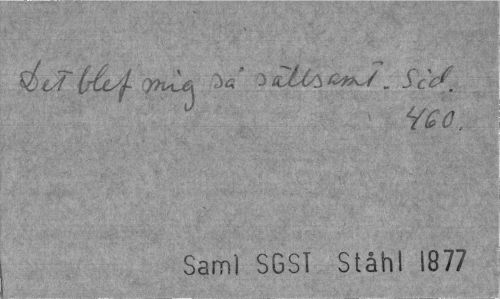 Det blef mig så sällsamt. Sid.
460.
Saml SGST Ståhl 1877